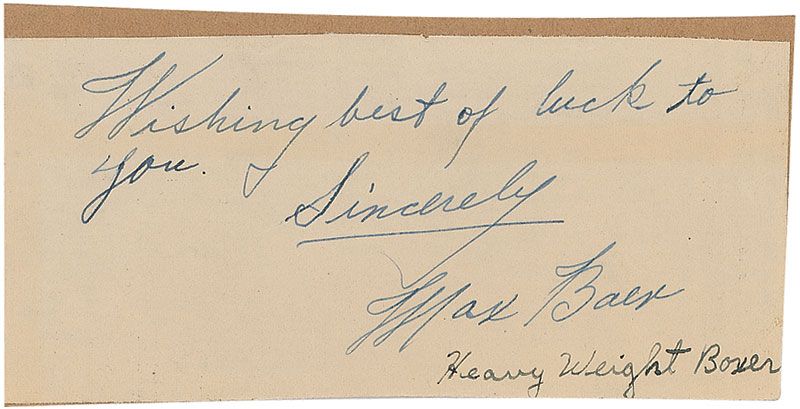 Wishing best of luck to
you.
Sincerely
Max Baer
Heavy Weight Boxer